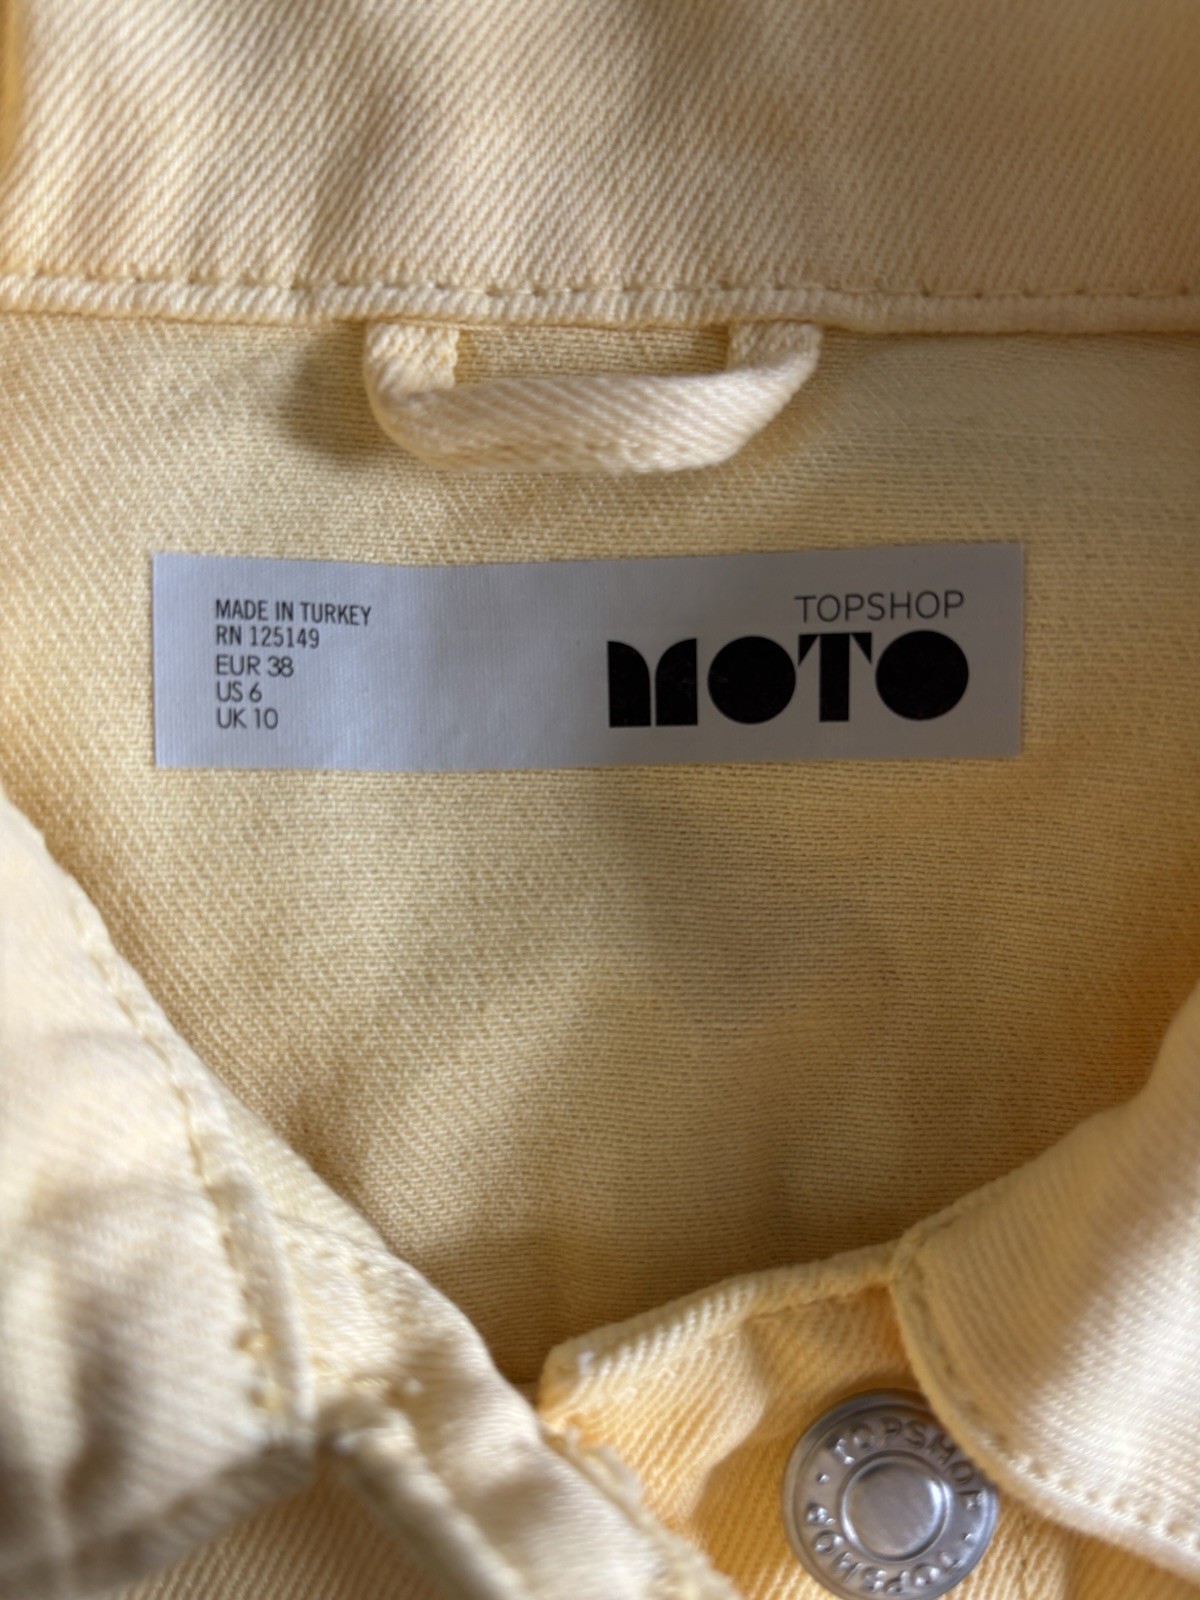 MADE IN TURKEY
RN 125149
EUR 38
US 6
UK 10
TOPSHOP
MOTO
TOPSHOP · TOPSHOP ·